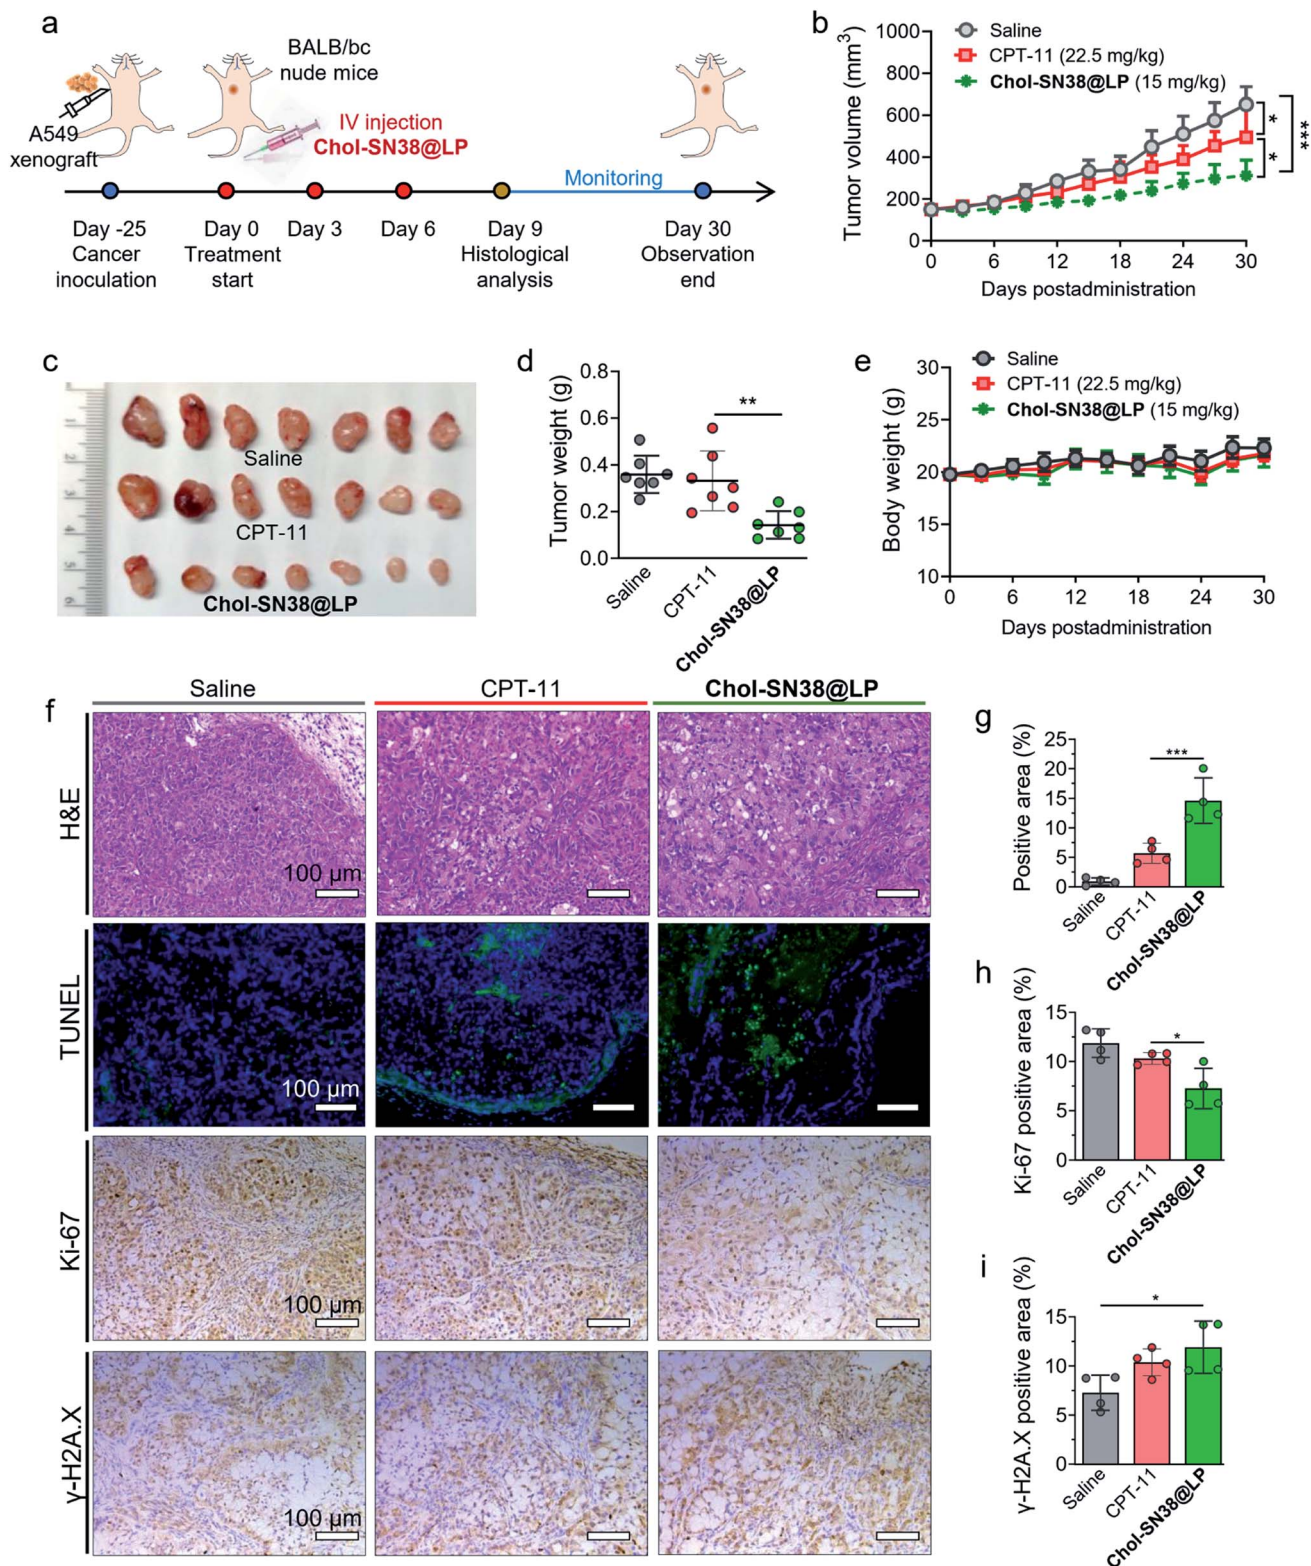 a
BALB/bc
nude mice
A549
xenograft
IV injection
Chol-SN38@LP
Monitoring
Day -25
Cancer
inoculation
Day 0
Treatment
start
Day 3
Day 6
Day 9
Histological
analysis
Day 30
Observation
end
b
Saline
CPT-11 (22.5 mg/kg)
Chol-SN38@LP (15 mg/kg)
Tumor volume (mm³)
1000
800
600
400
200
0
0 6 12 18 24 30
Days postadministration
*
*
***
c
Saline
CPT-11
Chol-SN38@LP
1
2
3
4
5
6
d
Tumor weight (g)
0.8
0.6
0.4
0.2
0.0
**
Saline
CPT-11
Chol-SN38@LP
e
Saline
CPT-11 (22.5 mg/kg)
Chol-SN38@LP (15 mg/kg)
Body weight (g)
30
25
20
15
10
0 6 12 18 24 30
Days postadministration
f
Saline
CPT-11
Chol-SN38@LP
H&E
100 μm
TUNEL
100 μm
Ki-67
100 μm
γ-H2A.X
100 μm
g
Positive area (%)
25
20
15
10
5
0
***
Saline
CPT-11
Chol-SN38@LP
h
Ki-67 positive area (%)
15
10
5
0
*
Saline
CPT-11
Chol-SN38@LP
i
γ-H2A.X positive area (%)
15
10
5
0
*
Saline
CPT-11
Chol-SN38@LP